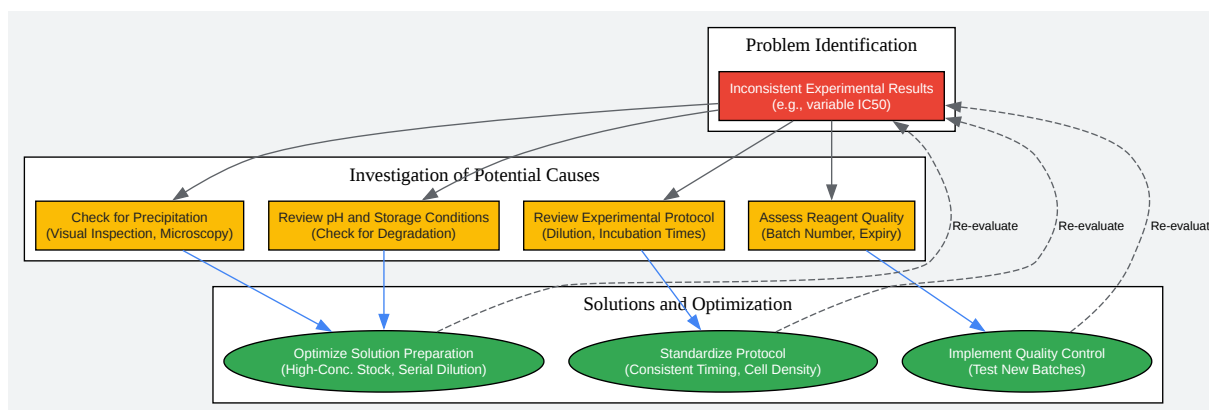 Problem Identification
Inconsistent Experimental Results
(e.g., variable IC50)
Investigation of Potential Causes
Check for Precipitation
(Visual Inspection, Microscopy)
Review pH and Storage Conditions
(Check for Degradation)
Review Experimental Protocol
(Dilution, Incubation Times)
Assess Reagent Quality
(Batch Number, Expiry)
Re-evaluate
Re-evaluate
Re-evaluat
Solutions and Optimization
Optimize Solution Preparation
(High-Conc. Stock, Serial Dilution)
Standardize Protocol
(Consistent Timing, Cell Density)
Implement Quality Control
(Test New Batches)